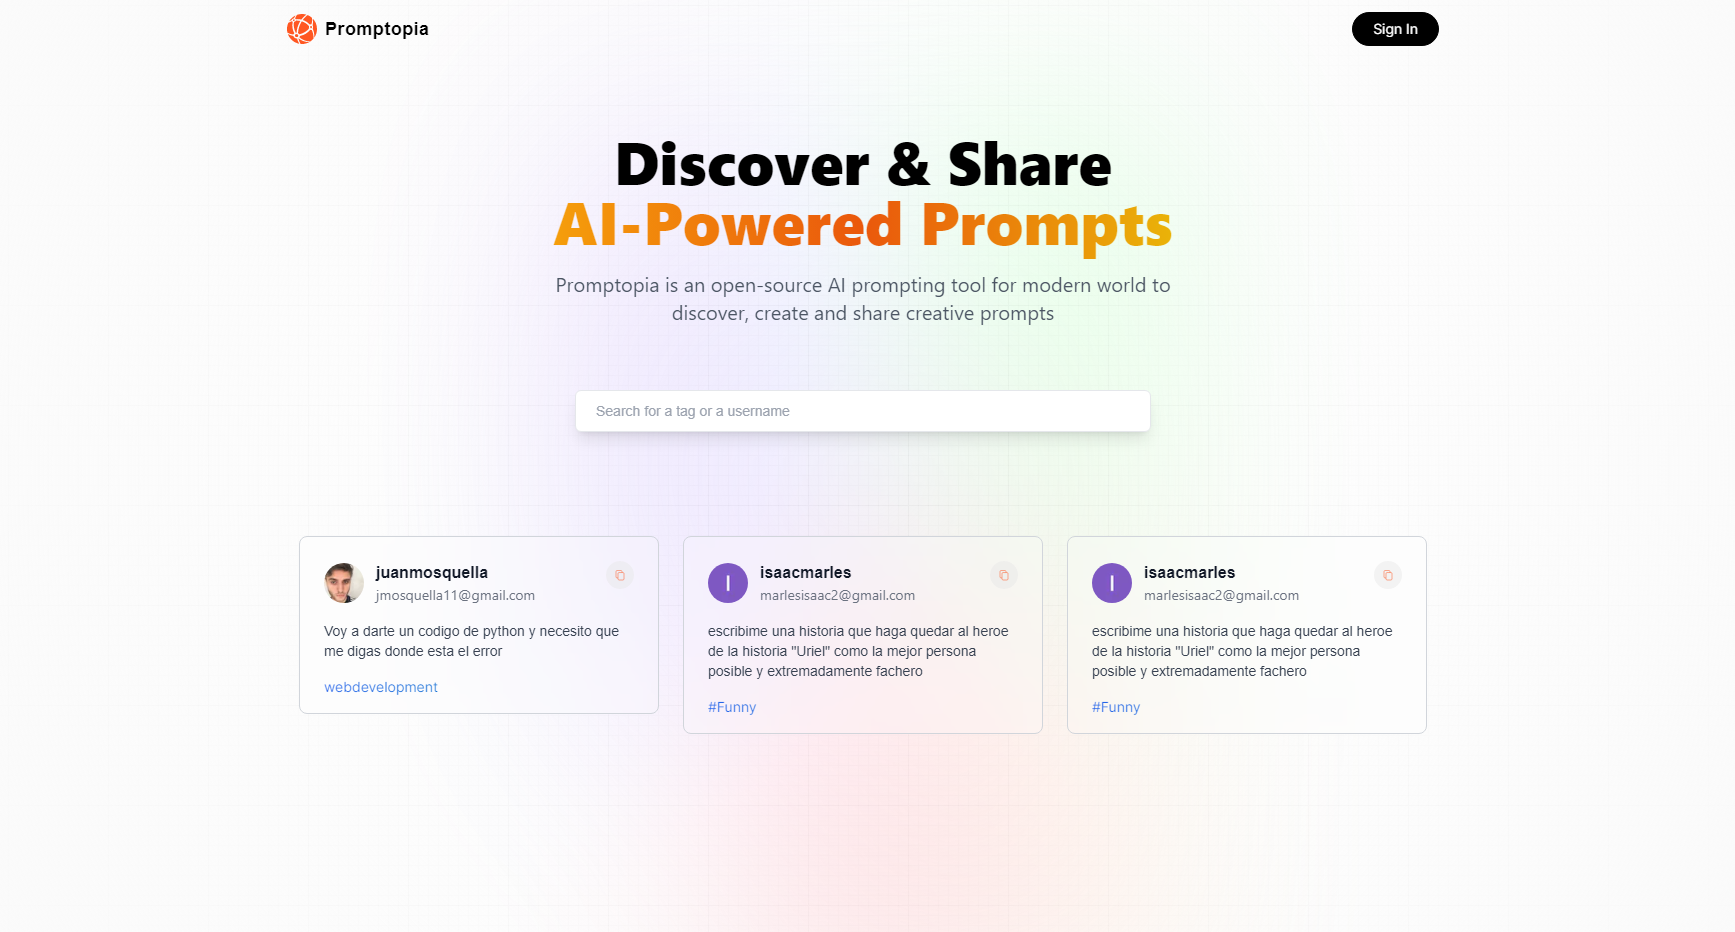 Promptopia
Sign In
Discover & Share
AI-Powered Prompts
Promptopia is an open-source AI prompting tool for modern world to
discover, create and share creative prompts
Search for a tag or a username
juanmosquella
jmosquella11@gmail.com
Voy a darte un codigo de python y necesito que
me digas donde esta el error
webdevelopment
I
isaacmarles
marlesisaac2@gmail.com
escribime una historia que haga quedar al heroe
de la historia "Uriel" como la mejor persona
posible y extremadamente fachero
#Funny
I
isaacmarles
marlesisaac2@gmail.com
escribime una historia que haga quedar al heroe
de la historia "Uriel" como la mejor persona
posible y extremadamente fachero
#Funny